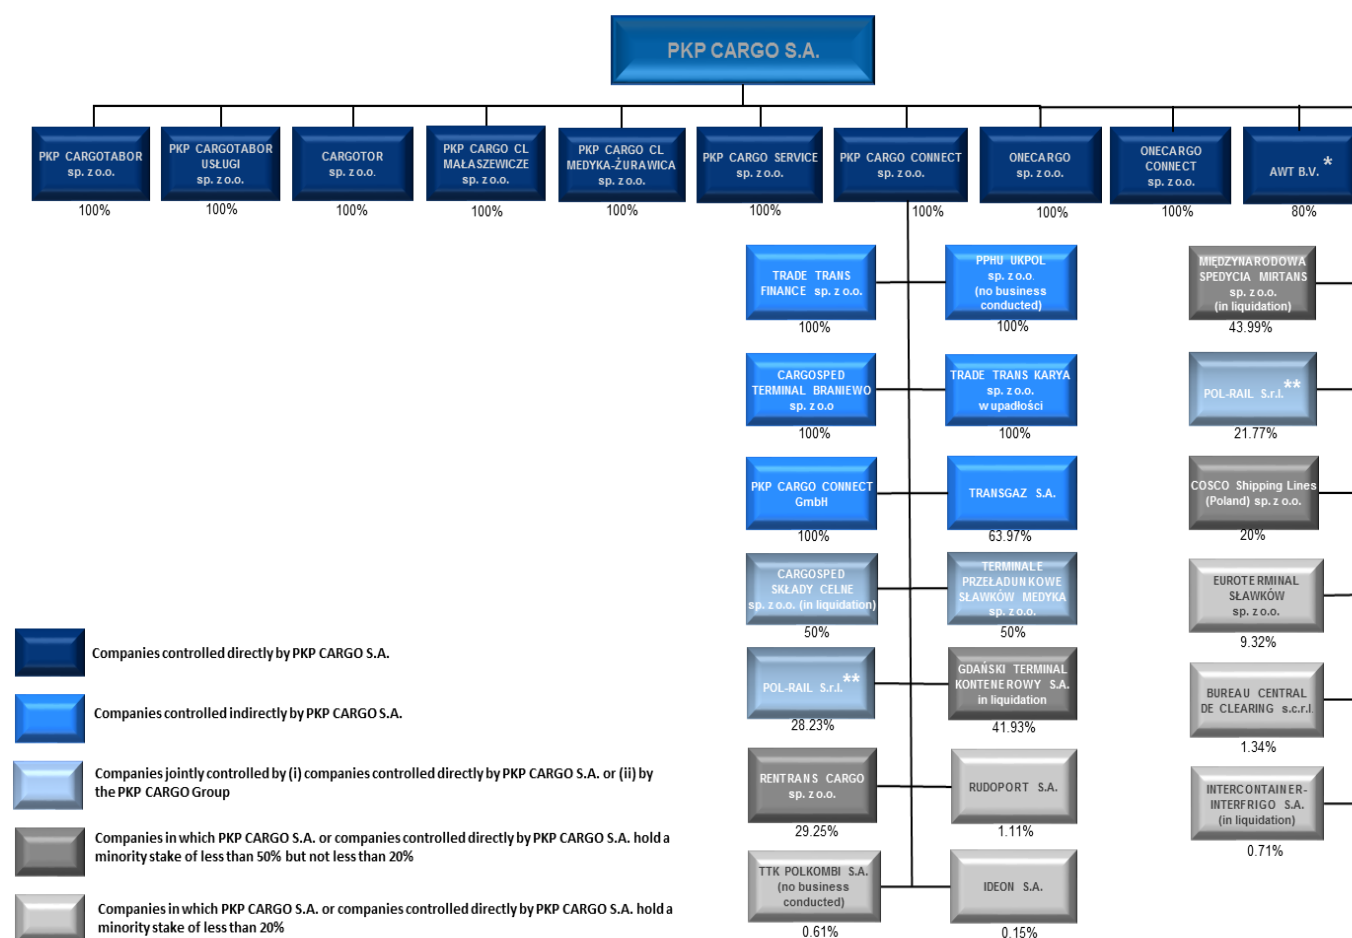 PKP CARGO S.A.
PKP CARGOTABOR
sp. z o.o.
100%
PKP CARGOTABOR
USŁUGI
sp. z o.o.
100%
CARGOTOR
sp. z o.o.
100%
PKP CARGO CL
MAŁASZEWICZE
sp. z o.o.
100%
PKP CARGO CL
MEDYKA-ŻURAWICA
sp. z o.o.
100%
PKP CARGO SERVICE
sp. z o.o.
100%
PKP CARGO CONNECT
sp. z o.o.
100%
ONECARGO
sp. z o.o.
100%
ONECARGO
CONNECT
sp. z o.o.
100%
AWT B.V. *
80%
TRADE TRANS
FINANCE sp. z o.o.
100%
PPHU UKPOL
sp. z o.o.
(no business
conducted)
100%
MIĘDZYNARODOWA
SPEDYCIA MIRTANS
sp. z o.o.
(in liquidation)
43.99%
CARGOSPED
TERMINAL BRANIEWO
sp. z o.o
100%
TRADE TRANS KARYA
sp. z o.o.
w upadłości
100%
POL-RAIL S.r.l.**
21.77%
PKP CARGO CONNECT
GmbH
100%
TRANSGAZ S.A.
63.97%
COSCO Shipping Lines
(Poland) sp. z o.o.
20%
CARGOSPED
SKŁADY CELNE
sp. z o.o. (in liquidation)
50%
TERMINALE
PRZEŁADUNKOWE
SŁAWKÓW MEDYKA
sp. z o.o.
50%
EUROTERMINAL
SŁAWKÓW
sp. z o.o.
9.32%
POL-RAIL S.r.l.**
28.23%
GDAŃSKI TERMINAL
KONTENEROWY S.A.
in liquidation
41.93%
BUREAU CENTRAL
DE CLEARING s.c.r.l.
1.34%
RENTRANS CARGO
sp. z o.o.
29.25%
RUDOPORT S.A.
1.11%
INTERCONTAINER-
INTERFRIGO S.A.
(in liquidation)
0.71%
TTK POLKOMBI S.A.
(no business
conducted)
0.61%
IDEON S.A.
0.15%
Companies controlled directly by PKP CARGO S.A.
Companies controlled indirectly by PKP CARGO S.A.
Companies jointly controlled by (i) companies controlled directly by PKP CARGO S.A. or (ii) by
the PKP CARGO Group
Companies in which PKP CARGO S.A. or companies controlled directly by PKP CARGO S.A. hold a
minority stake of less than 50% but not less than 20%
Companies in which PKP CARGO S.A. or companies controlled directly by PKP CARGO S.A. hold a
minority stake of less than 20%